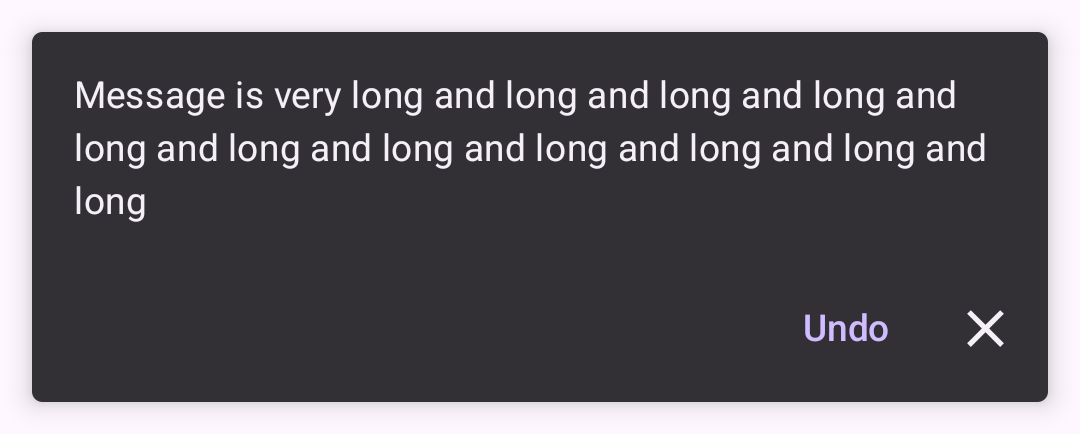 Message is very long and long and long and long and
long and long and long and long and long and long and
long
Undo